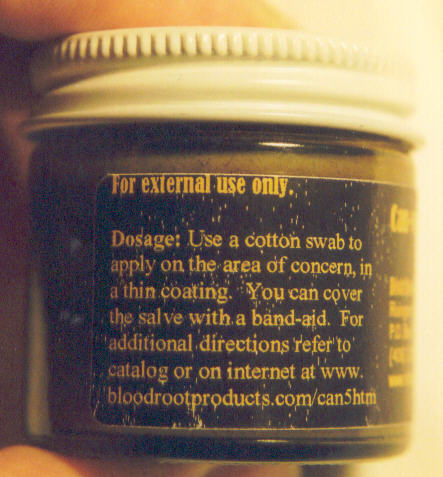 For external use only.
Dosage: Use a cotton swab to
apply on the area of concern, in
a thin coating. You can cover
the salve with a band-aid. For
additional directions refer to
catalog or on internet at www.
bloodrootproducts.com/can5htm